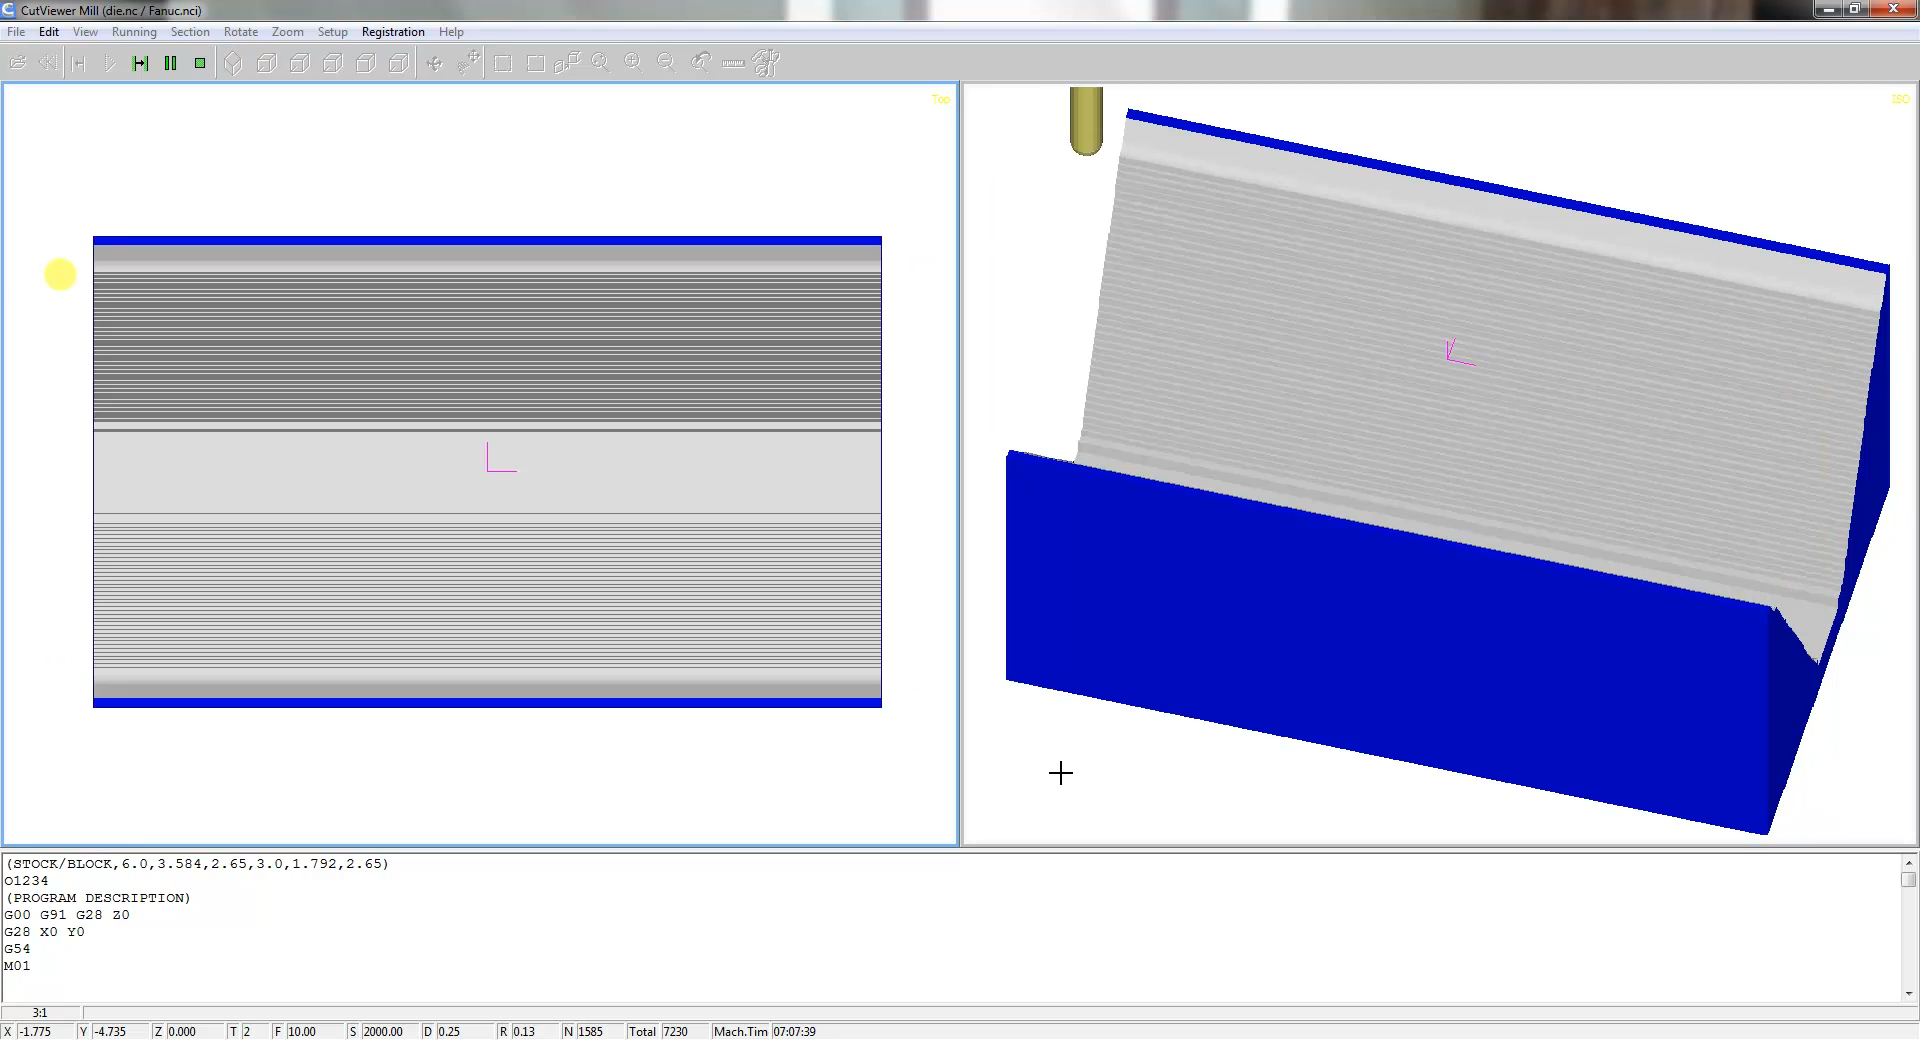 CutViewer Mill (die.nc / Fanuc.nci)
File Edit View Running Section Rotate Zoom Setup Registration Help
Top
ISO
(STOCK/BLOCK,6.0,3.584,2.65,3.0,1.792,2.65)
O1234
(PROGRAM DESCRIPTION)
G00 G91 G28 Z0
G28 X0 Y0
G54
M01
3:1
X -1.775 Y -4.735 Z 0.000 T 2 F 10.00 S 2000.00 D 0.25 R 0.13 N 1585 Total 7230 Mach.Tim 07:07:39